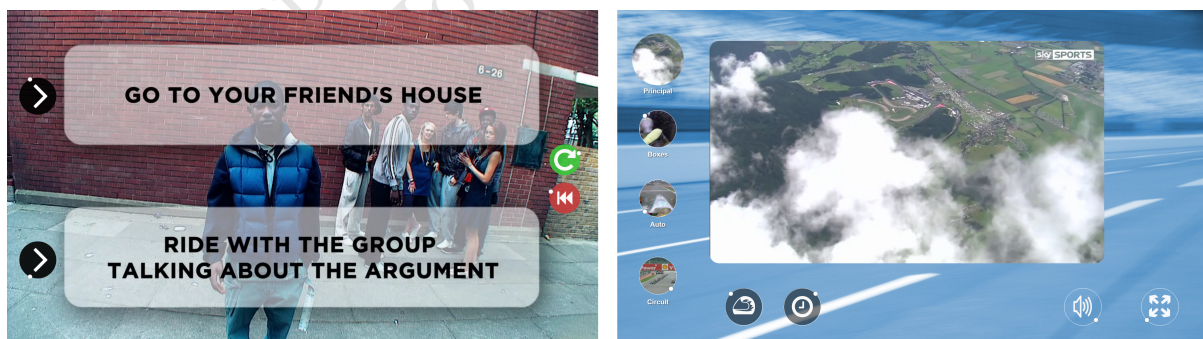 GO TO YOUR FRIEND'S HOUSE
6-26
RIDE WITH THE GROUP
TALKING ABOUT THE ARGUMENT
sky SPORTS
Principal
Boxes
Auto
Circuit